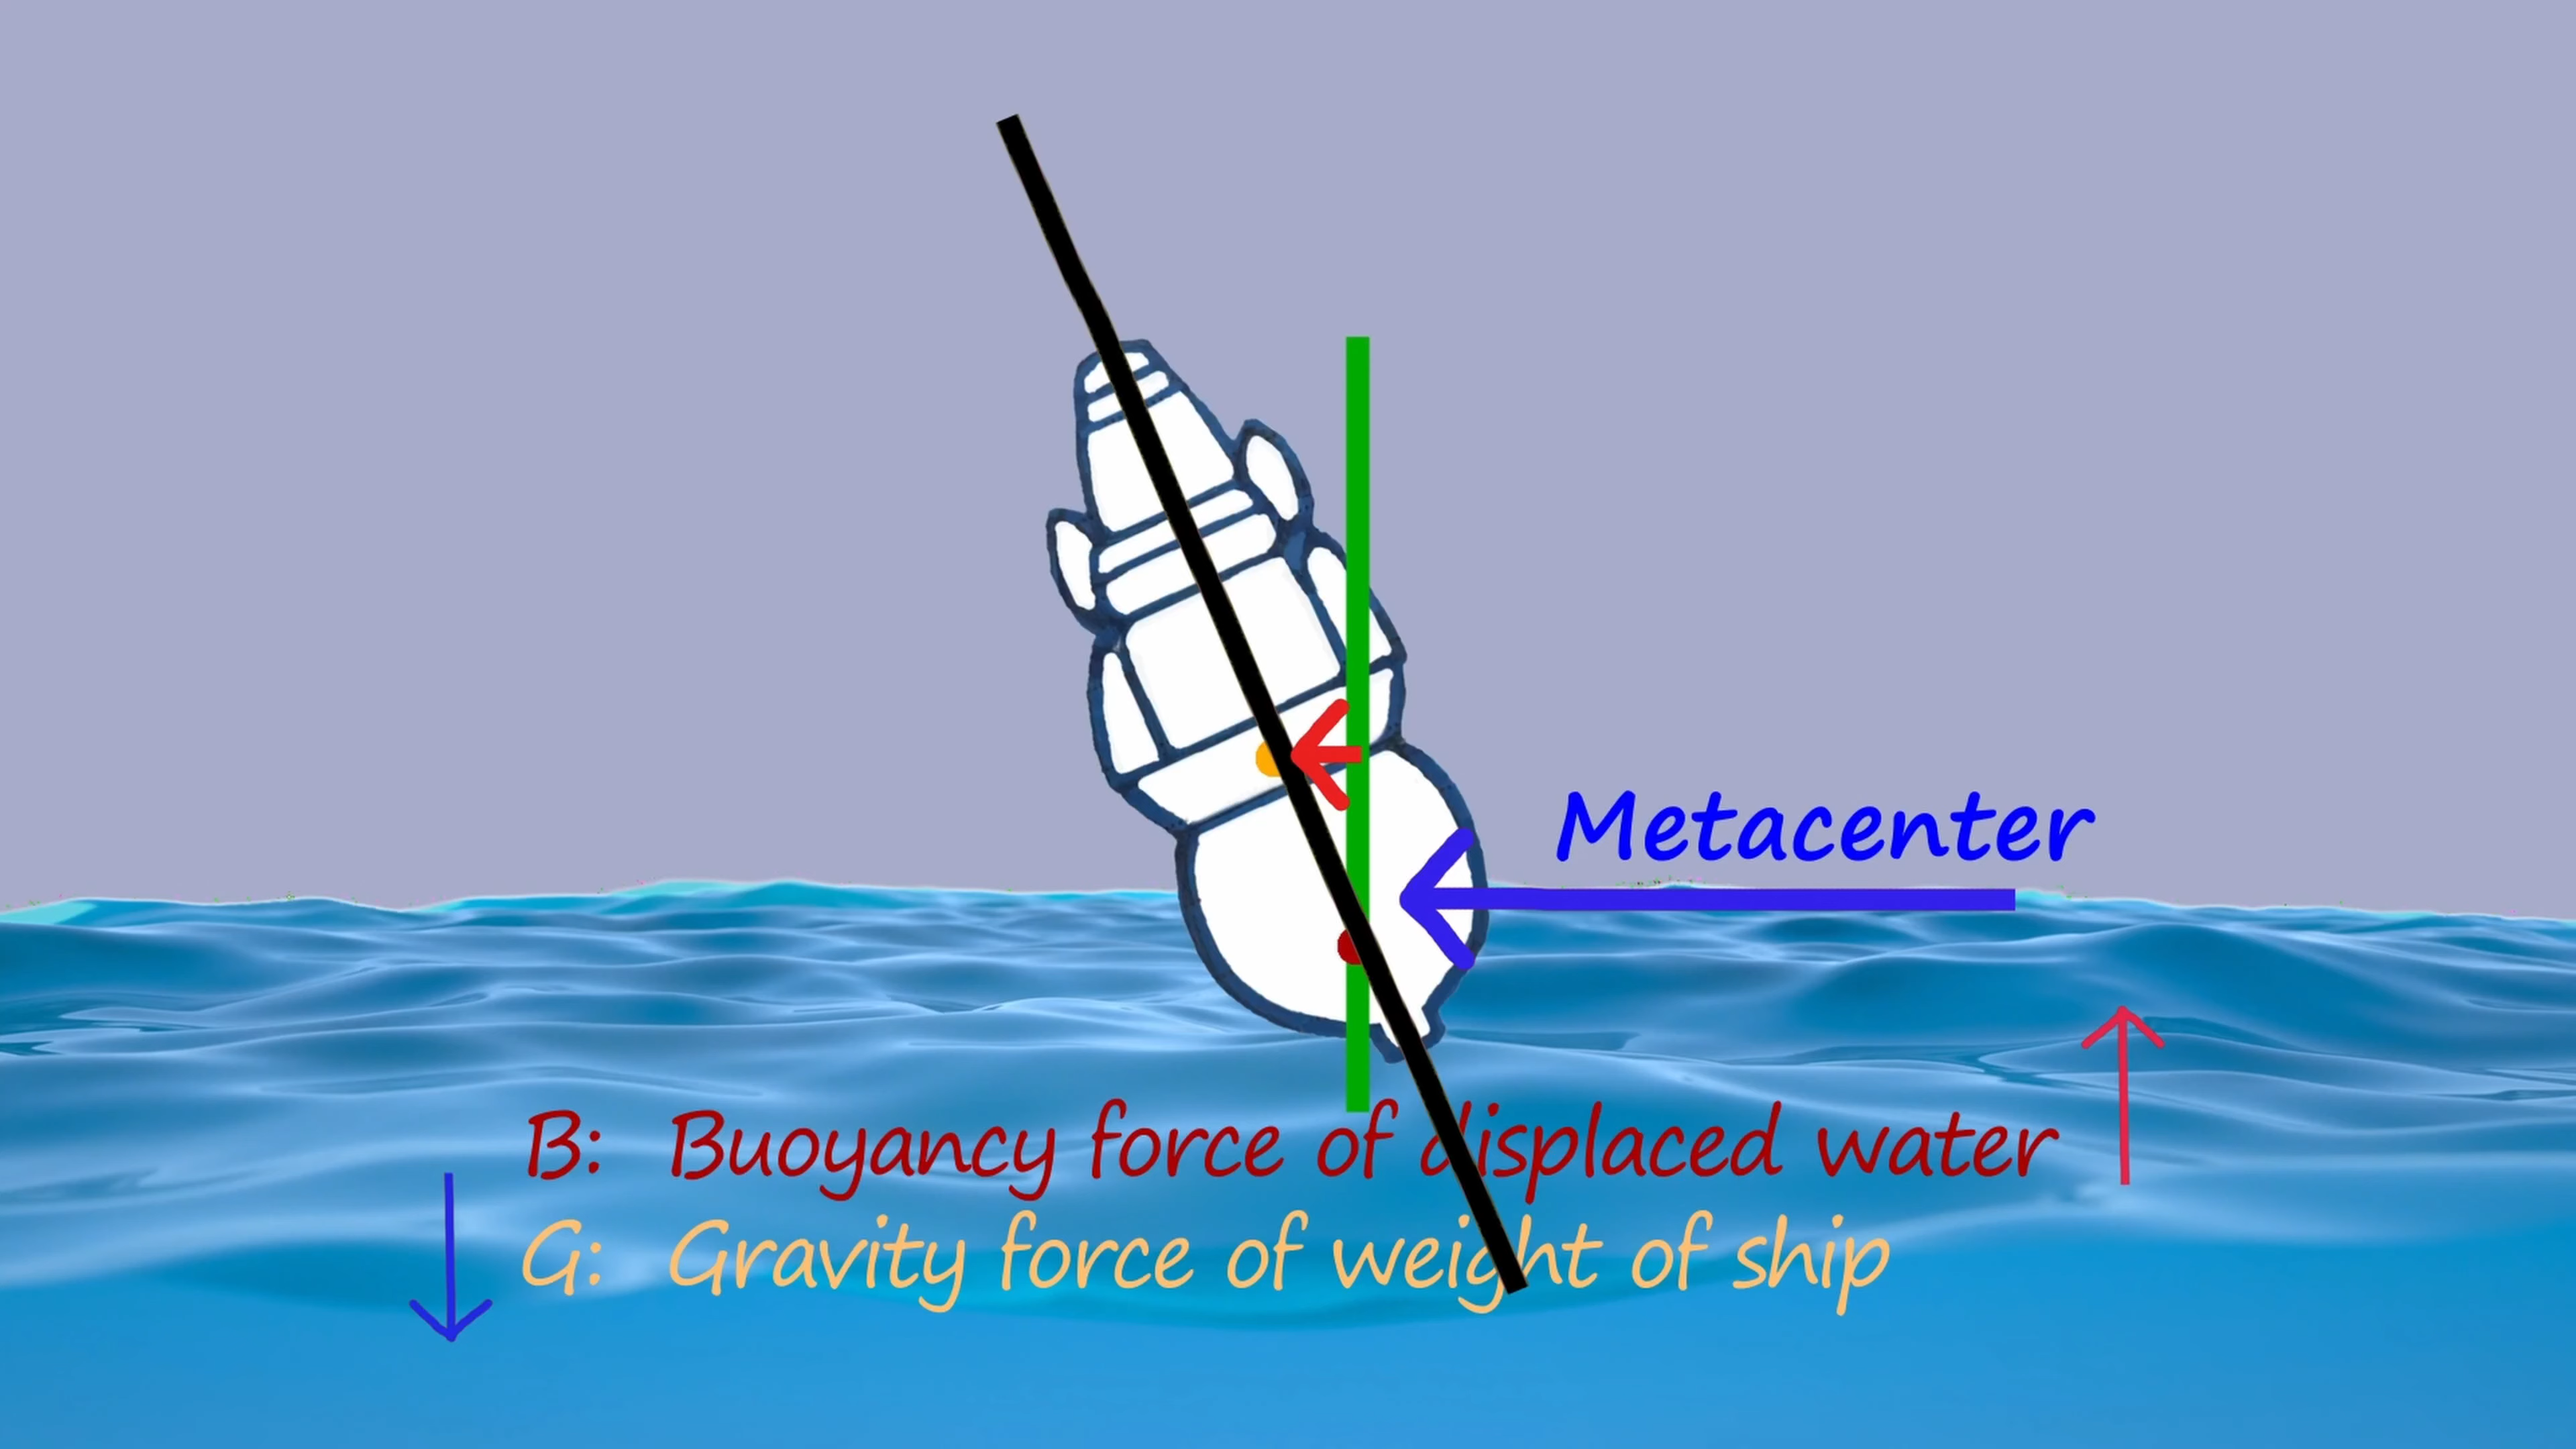 Metacenter
B: Buoyancy force of displaced water
G: Gravity force of weight of ship